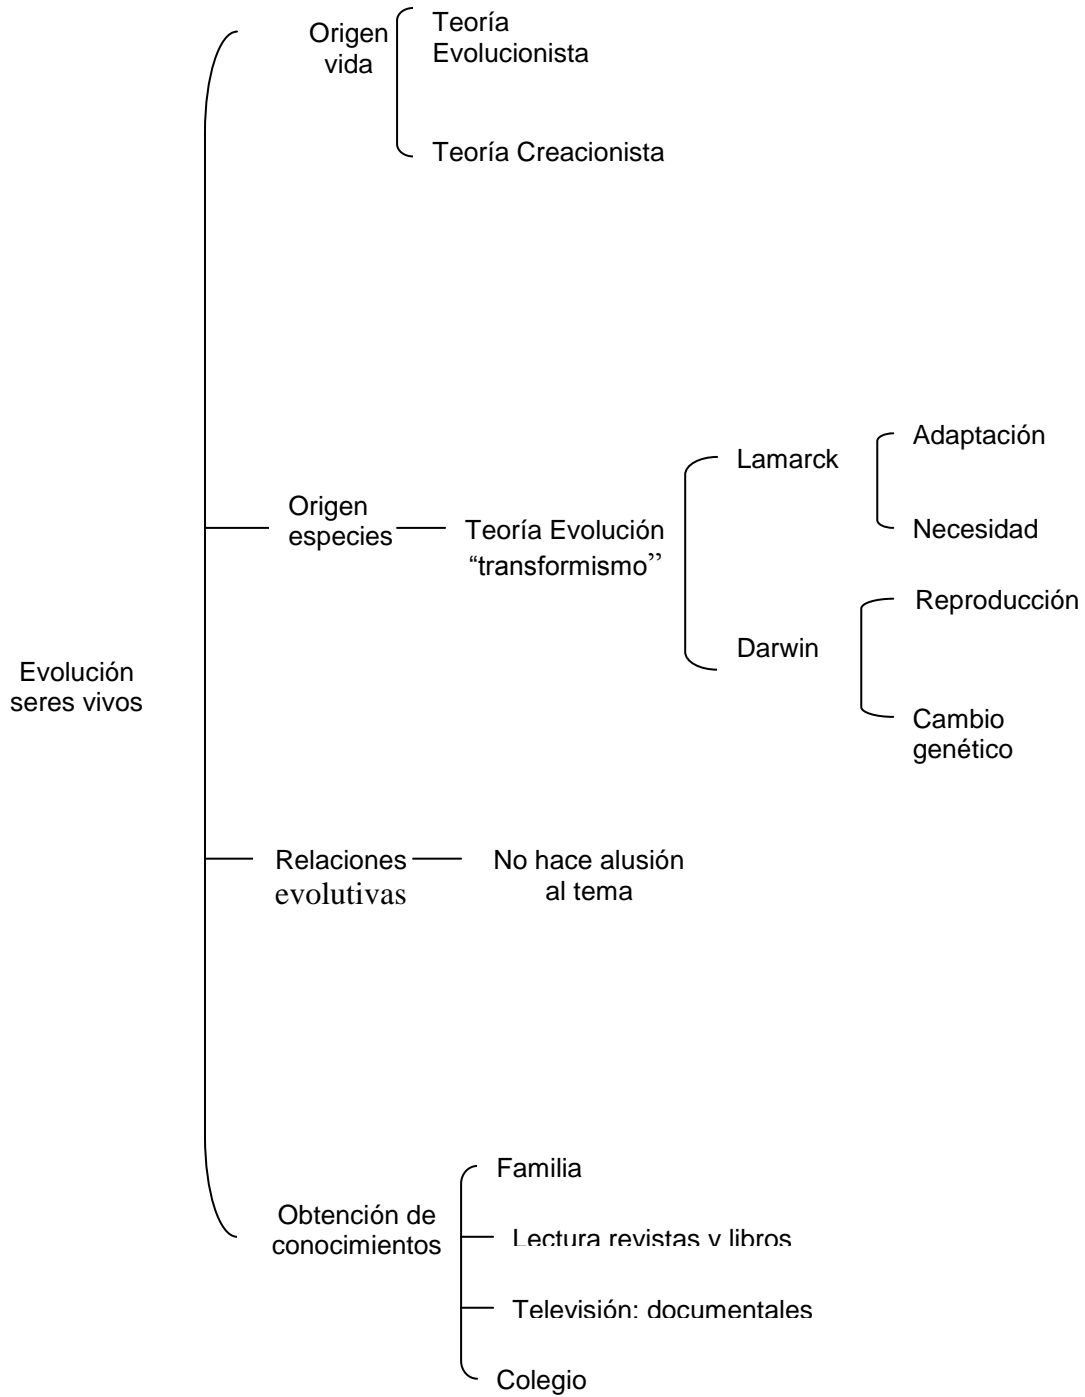 Origen
vida
Teoría
Evolucionista
Teoría Creacionista
Origen
especies
Teoría Evolución
“transformismo”
Lamarck
Adaptación
Necesidad
Darwin
Reproducción
Cambio
genético
Evolución
seres vivos
Relaciones
evolutivas
No hace alusión
al tema
Obtención de
conocimientos
Familia
Lectura revistas y libros
Televisión: documentales
Colegio